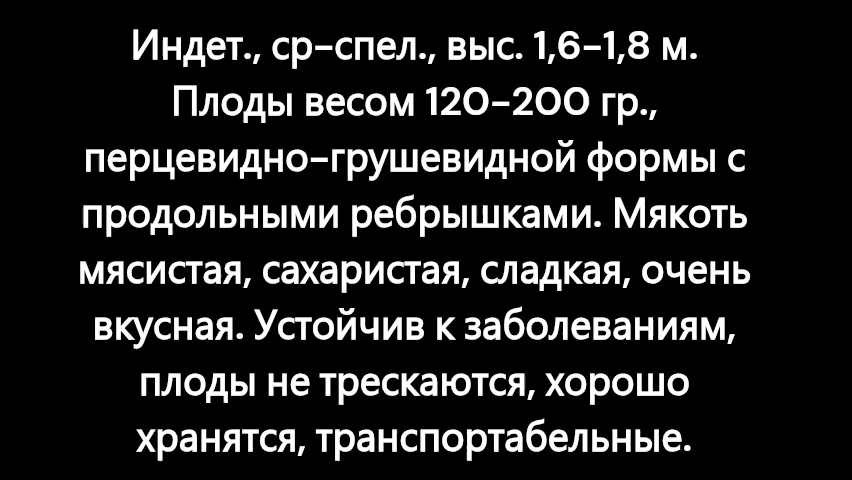 Индет., ср-спел., выс. 1,6-1,8 м.
Плоды весом 120-200 гр.,
перцевидно-грушевидной формы с
продольными ребрышками. Мякоть
мясистая, сахаристая, сладкая, очень
вкусная. Устойчив к заболеваниям,
плоды не трескаются, хорошо
хранятся, транспортабельные.